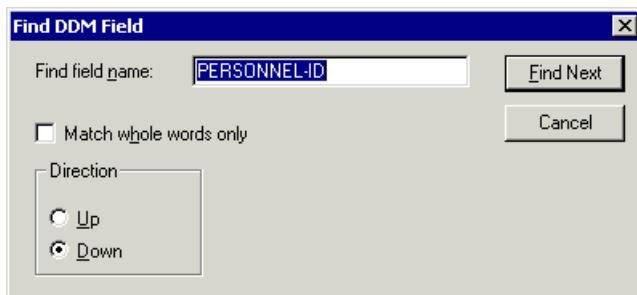 Find DDM Field
Find field name: PERSONNEL-ID Find Next
Match whole words only Cancel
Direction
Up
Down